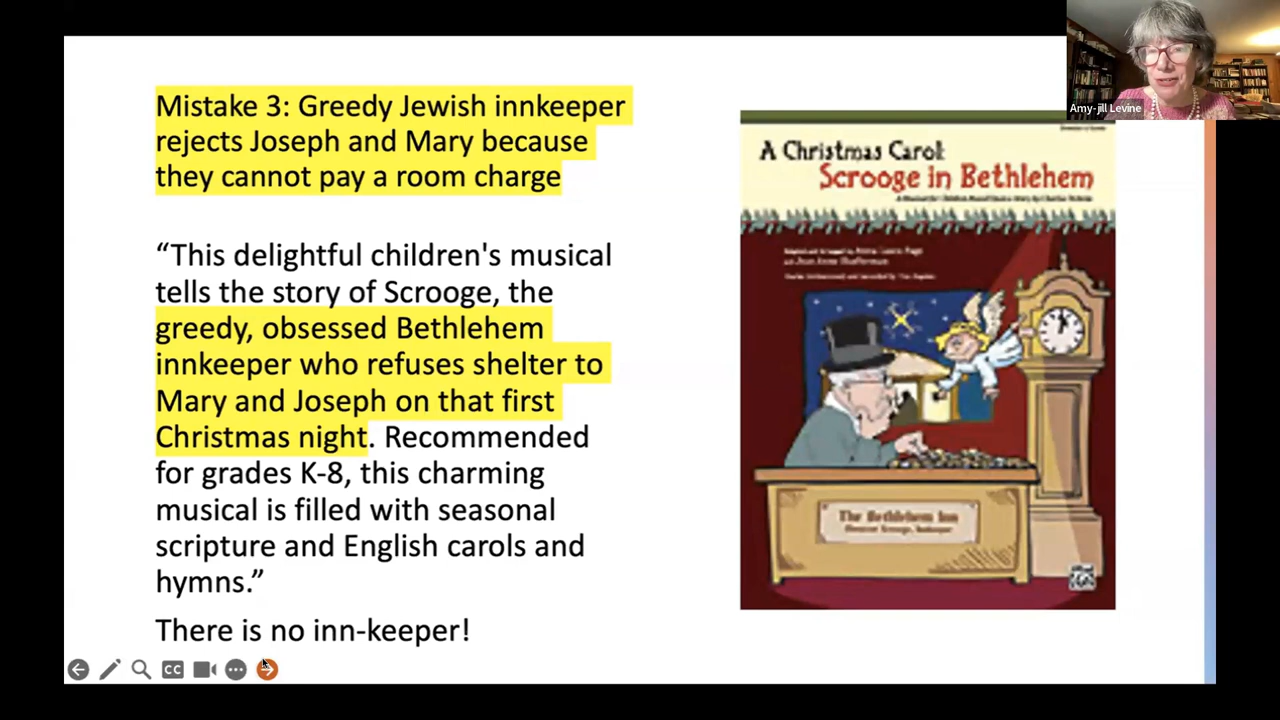 Mistake 3: Greedy Jewish innkeeper
rejects Joseph and Mary because
they cannot pay a room charge
“This delightful children's musical
tells the story of Scrooge, the
greedy, obsessed Bethlehem
innkeeper who refuses shelter to
Mary and Joseph on that first
Christmas night. Recommended
for grades K-8, this charming
musical is filled with seasonal
scripture and English carols and
hymns.”
There is no inn-keeper!
A Christmas Carol:
Scrooge in Bethlehem
The Bethlehem Inn
Amy-jill Levine
CC